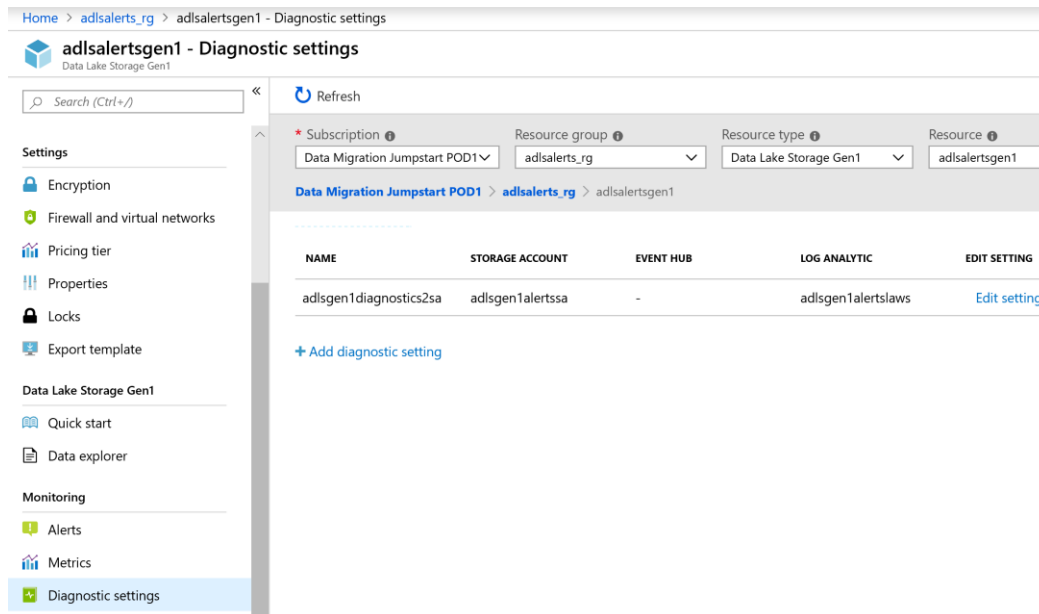 Home > adlsalerts_rg > adlsalertsgen1 - Diagnostic settings
adlsalertsgen1 - Diagnostic settings
Data Lake Storage Gen1
Search (Ctrl+/)
«
Settings
Encryption
Firewall and virtual networks
Pricing tier
Properties
Locks
Export template
Data Lake Storage Gen1
Quick start
Data explorer
Monitoring
Alerts
Metrics
Diagnostic settings
Refresh
* Subscription Resource group Resource type Resource
Data Migration Jumpstart POD1 adlsalerts_rg Data Lake Storage Gen1 adlsalertsgen1
Data Migration Jumpstart POD1 > adlsalerts_rg > adlsalertsgen1
NAME STORAGE ACCOUNT EVENT HUB LOG ANALYTIC EDIT SETTING
adlsgen1diagnostics2sa adlsgen1alertssa - adlsgen1alertslaws Edit setting
+ Add diagnostic setting